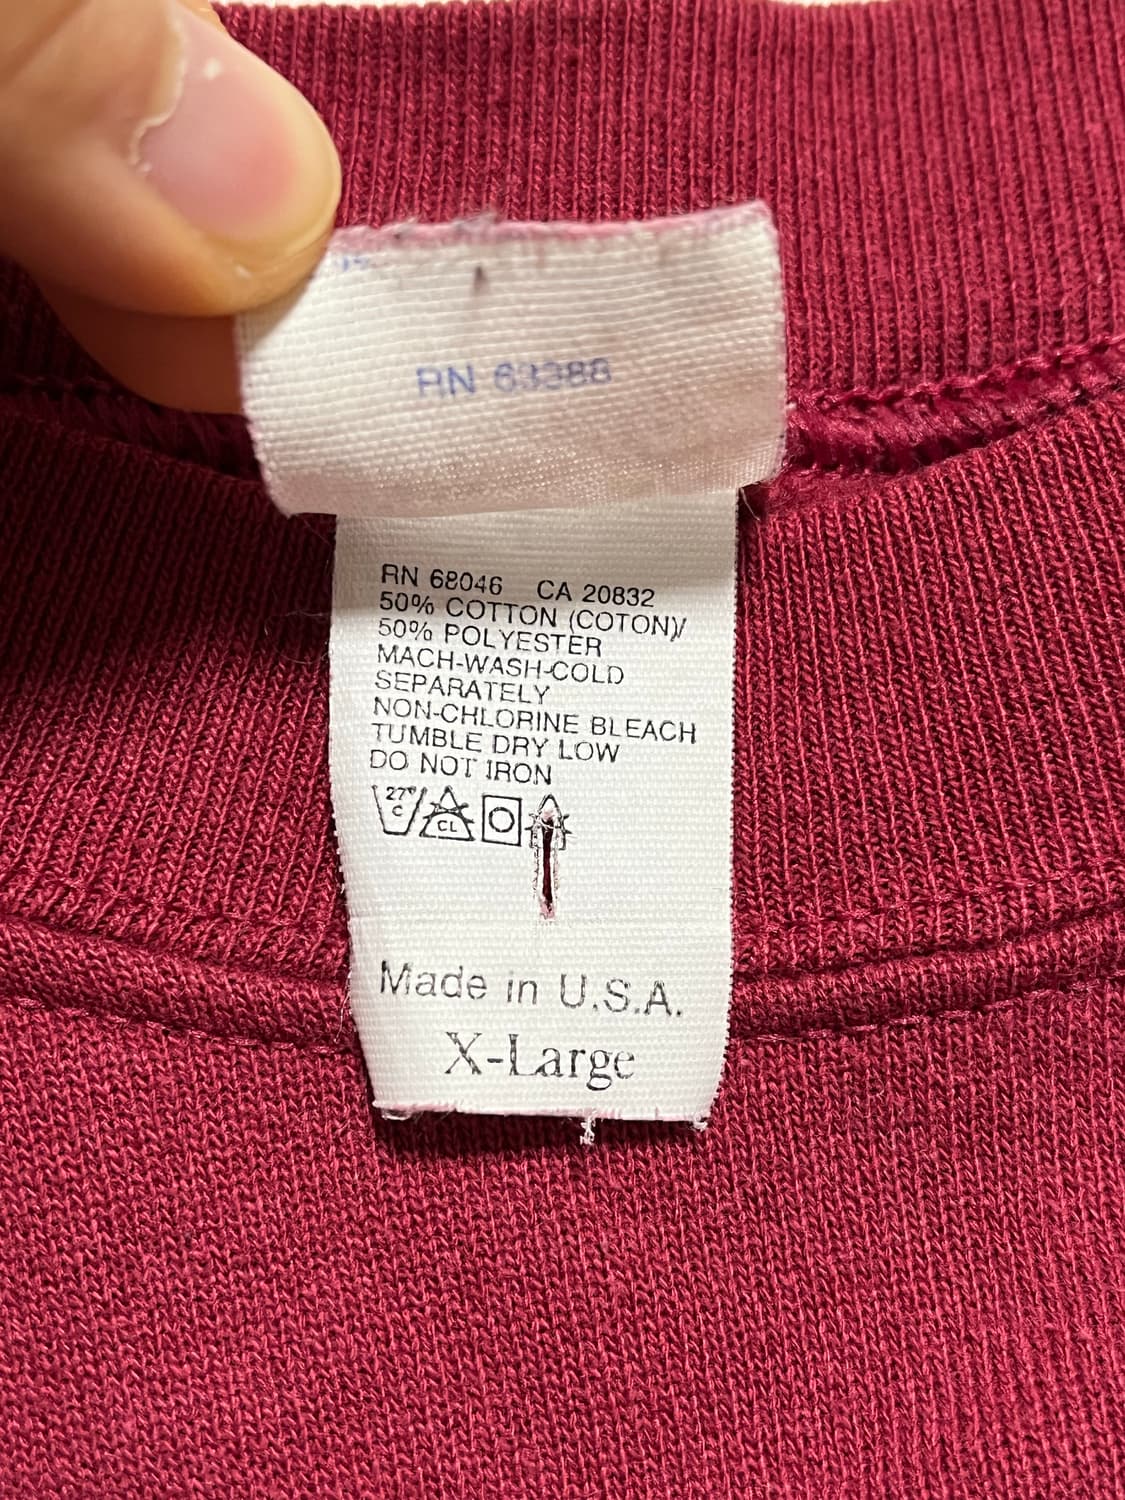 RN 63388
RN 68046 CA 20832
50% COTTON (COTON)/
50% POLYESTER
MACH-WASH-COLD
SEPARATELY
NON-CHLORINE BLEACH
TUMBLE DRY LOW
DO NOT IRON
27° C CL
Made in U.S.A.
X-Large